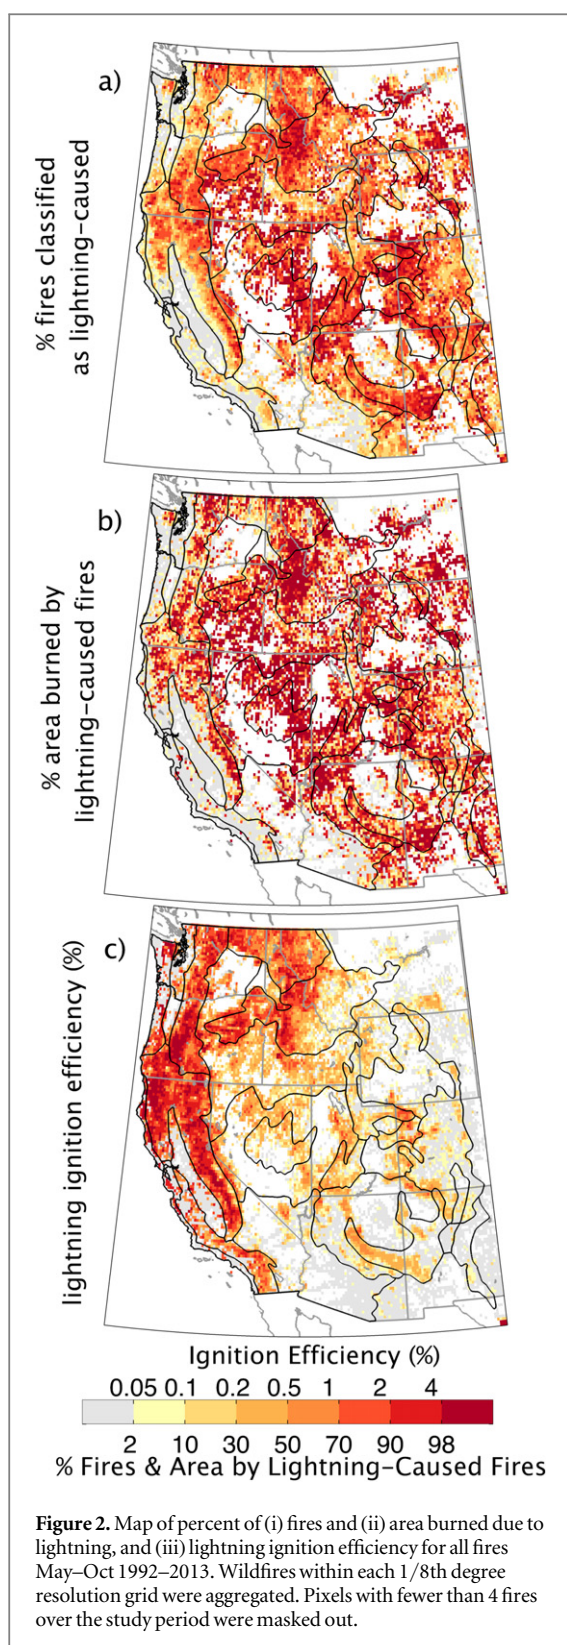 a)
% fires classified
as lightning-caused
b)
% area burned by
lightning-caused fires
c)
lightning ignition efficiency (%)
Ignition Efficiency (%)
0.05 0.1 0.2 0.5 1 2 4
2 10 30 50 70 90 98
% Fires & Area by Lightning-Caused Fires
Figure 2. Map of percent of (i) fires and (ii) area burned due to
lightning, and (iii) lightning ignition efficiency for all fires
May–Oct 1992–2013. Wildfires within each 1/8th degree
resolution grid were aggregated. Pixels with fewer than 4 fires
over the study period were masked out.